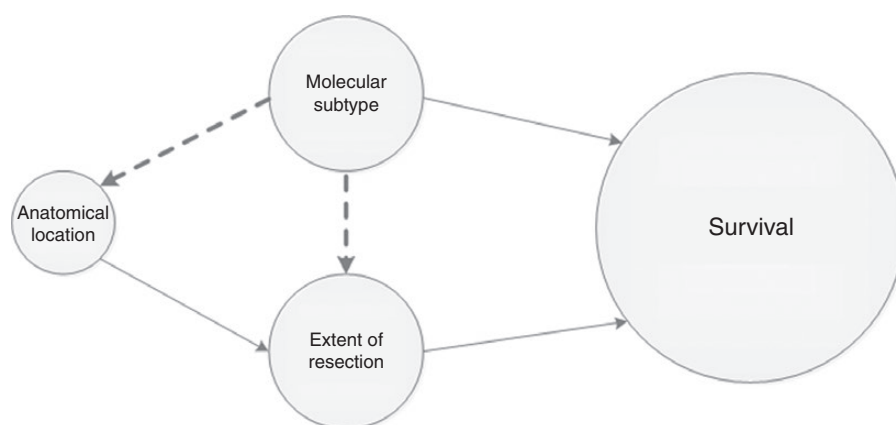 Molecular
subtype
Anatomical
location
Survival
Extent of
resection